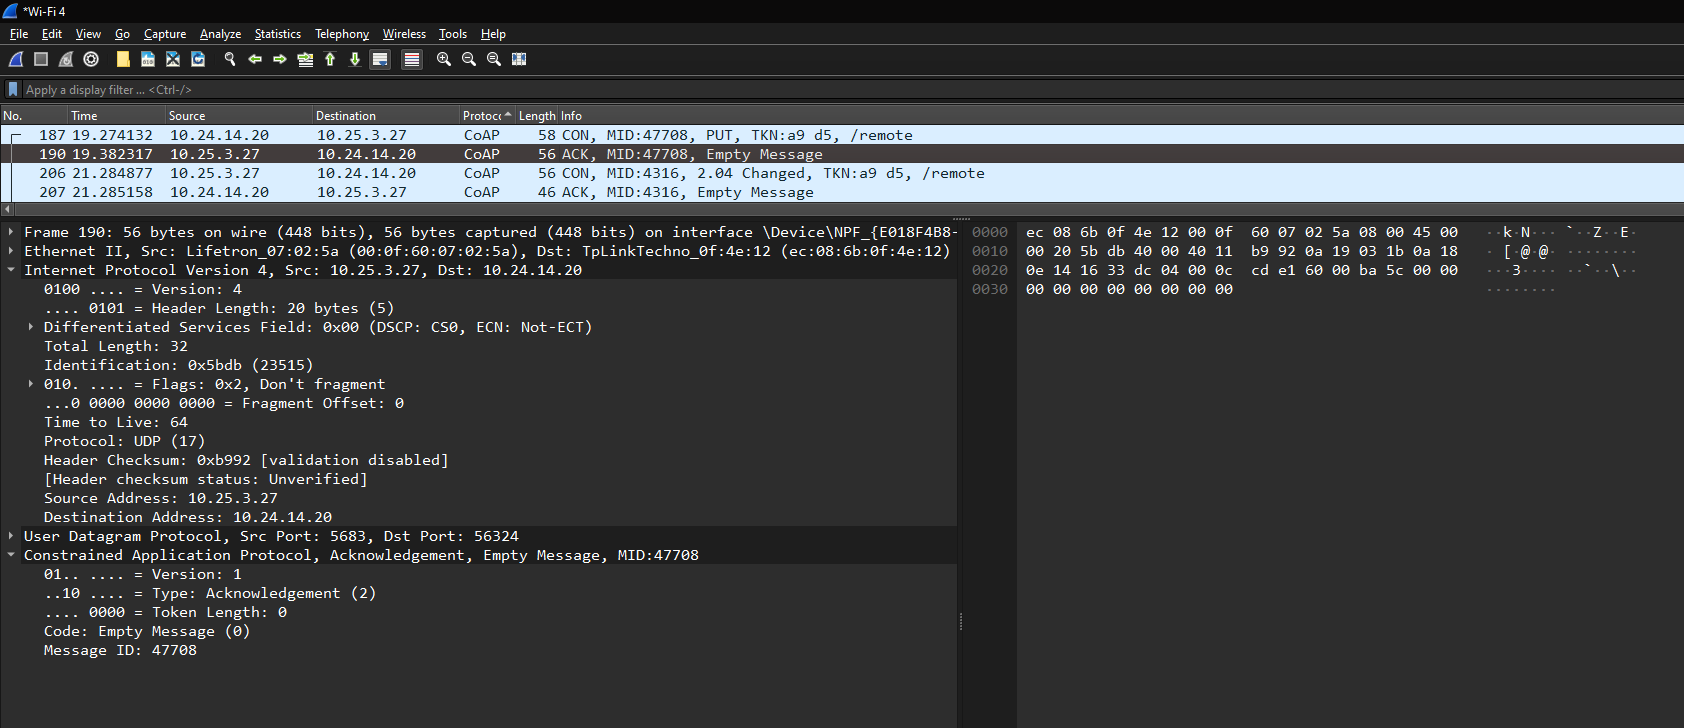 *Wi-Fi 4
File Edit View Go Capture Analyze Statistics Telephony Wireless Tools Help
Apply a display filter ... <Ctrl-/>
No. Time Source Destination Protoc Length Info
187 19.274132 10.24.14.20 10.25.3.27 CoAP 58 CON, MID:47708, PUT, TKN:a9 d5, /remote
190 19.382317 10.25.3.27 10.24.14.20 CoAP 56 ACK, MID:47708, Empty Message
206 21.284877 10.25.3.27 10.24.14.20 CoAP 56 CON, MID:4316, 2.04 Changed, TKN:a9 d5, /remote
207 21.285158 10.24.14.20 10.25.3.27 CoAP 46 ACK, MID:4316, Empty Message
Frame 190: 56 bytes on wire (448 bits), 56 bytes captured (448 bits) on interface \Device\NPF_{E018F4B8-
Ethernet II, Src: Lifetron_07:02:5a (00:0f:60:07:02:5a), Dst: TpLinkTechno_0f:4e:12 (ec:08:6b:0f:4e:12)
Internet Protocol Version 4, Src: 10.25.3.27, Dst: 10.24.14.20
0100 .... = Version: 4
.... 0101 = Header Length: 20 bytes (5)
Differentiated Services Field: 0x00 (DSCP: CS0, ECN: Not-ECT)
Total Length: 32
Identification: 0x5bdb (23515)
010. .... = Flags: 0x2, Don't fragment
...0 0000 0000 0000 = Fragment Offset: 0
Time to Live: 64
Protocol: UDP (17)
Header Checksum: 0xb992 [validation disabled]
[Header checksum status: Unverified]
Source Address: 10.25.3.27
Destination Address: 10.24.14.20
User Datagram Protocol, Src Port: 5683, Dst Port: 56324
Constrained Application Protocol, Acknowledgement, Empty Message, MID:47708
01.. .... = Version: 1
..10 .... = Type: Acknowledgement (2)
.... 0000 = Token Length: 0
Code: Empty Message (0)
Message ID: 47708
0000 ec 08 6b 0f 4e 12 00 0f 60 07 02 5a 08 00 45 00 ··k·N··· `··Z··E·
0010 00 20 5b db 40 00 40 11 b9 92 0a 19 03 1b 0a 18 · [·@·@· ········
0020 0e 14 16 33 dc 04 00 0c cd e1 60 00 ba 5c 00 00 ···3···· ··`··\··
0030 00 00 00 00 00 00 00 00 ········